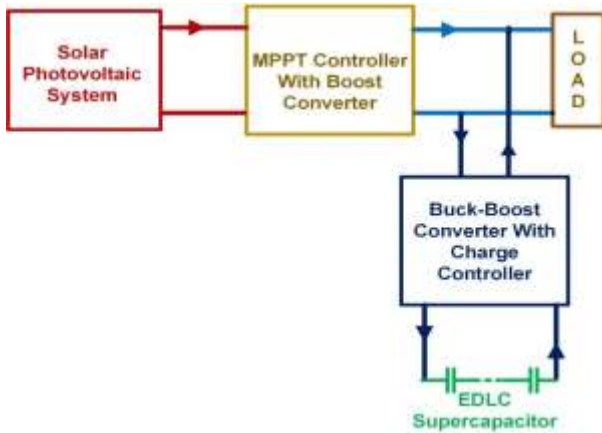 Solar
Photovoltaic
System
MPPT Controller
With Boost
Converter
L
O
A
D
Buck-Boost
Converter With
Charge
Controller
EDLC
Supercapacitor